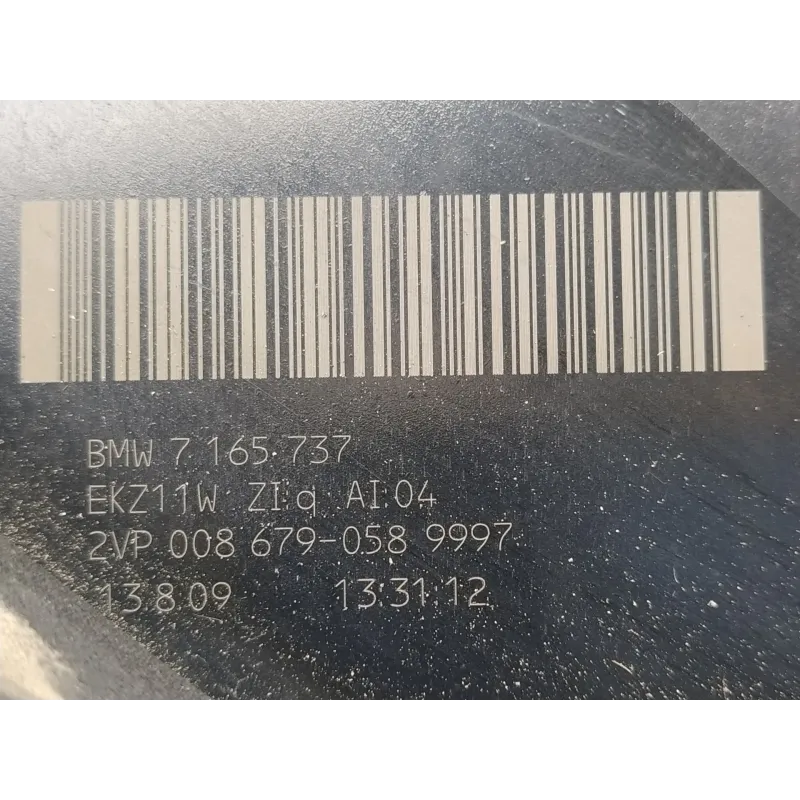 BMW 7 165 737
EKZ11W ZI:q AI:04
2VP 008 679-058 9997
13.8.09 13:31:12